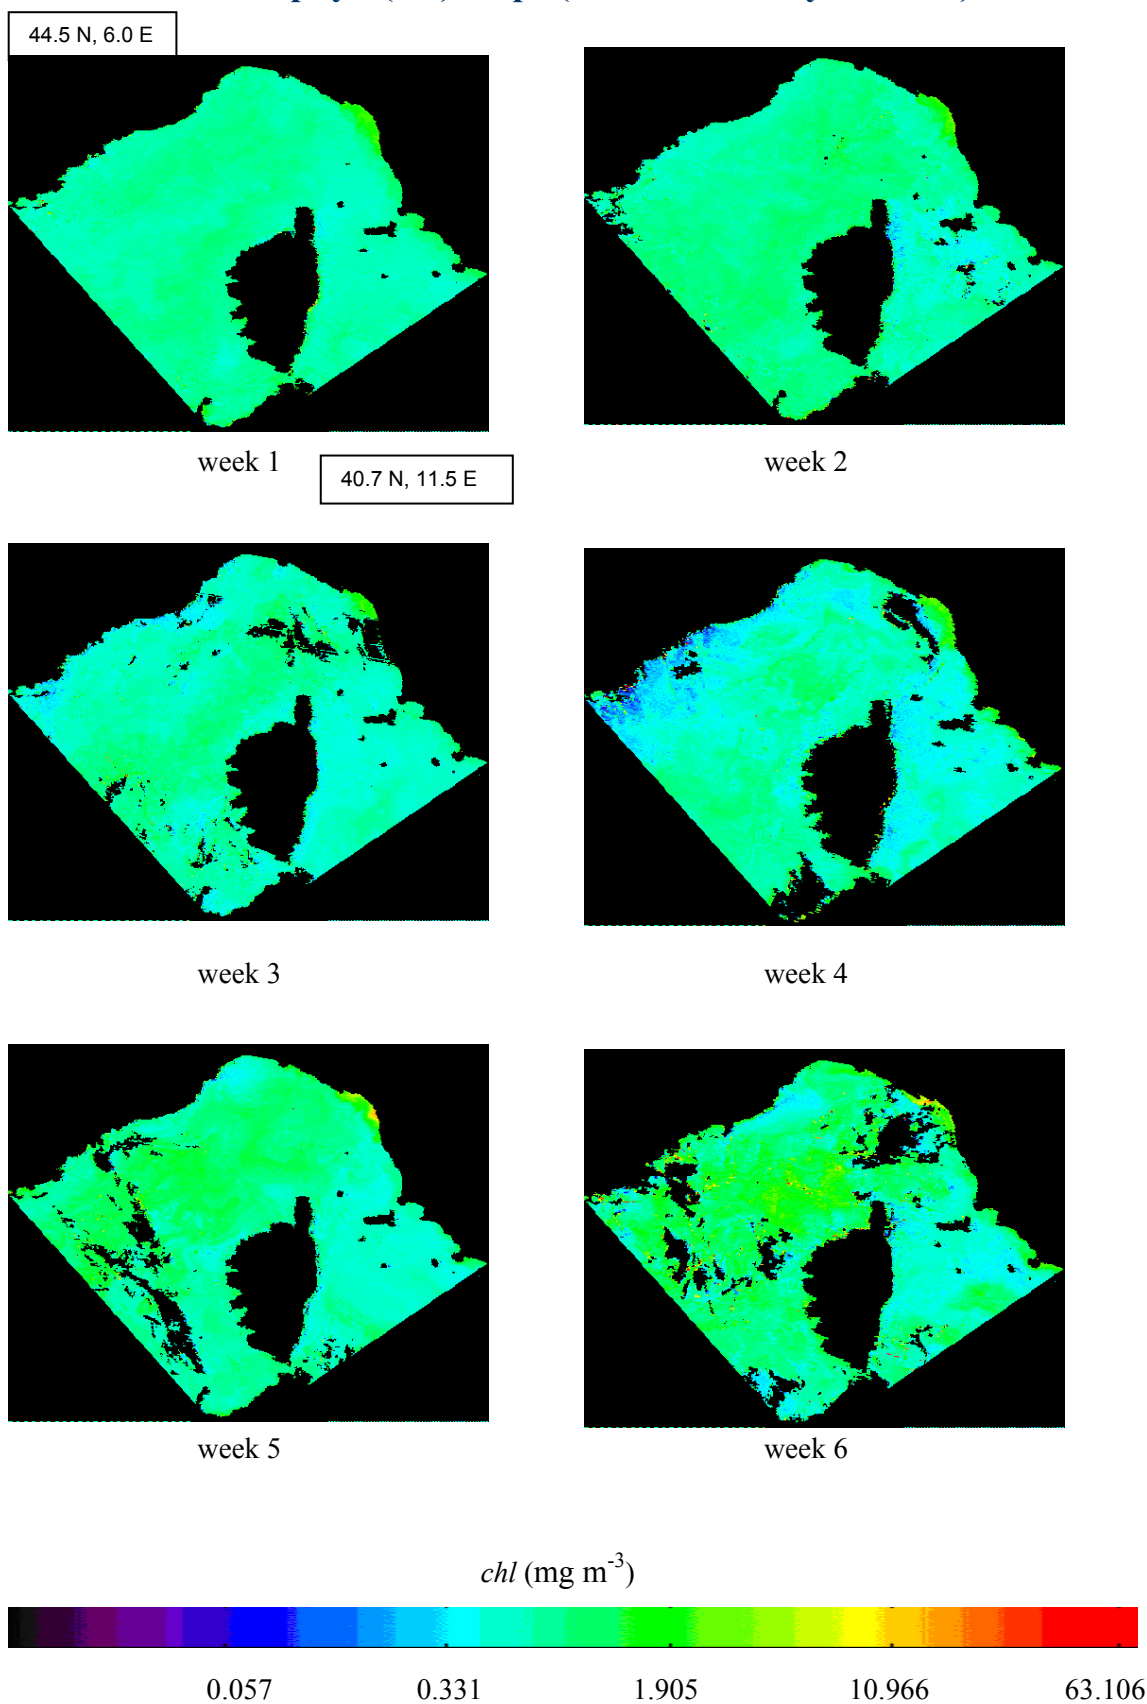 44.5 N, 6.0 E
week 1
week 2
40.7 N, 11.5 E
week 3
week 4
week 5
week 6
chl (mg m-3)
0.057 0.331 1.905 10.966 63.106